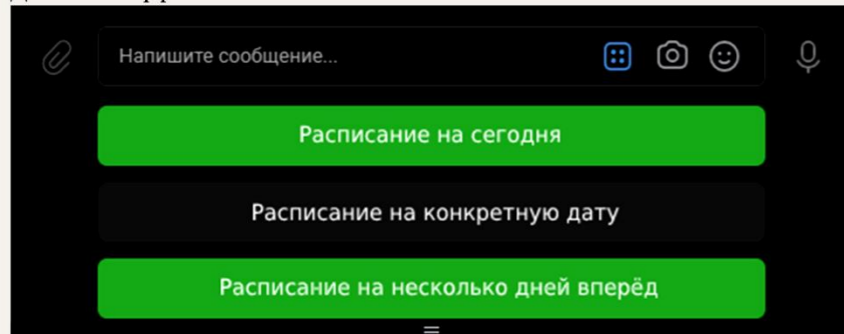 Напишите сообщение...
Расписание на сегодня
Расписание на конкретную дату
Расписание на несколько дней вперёд